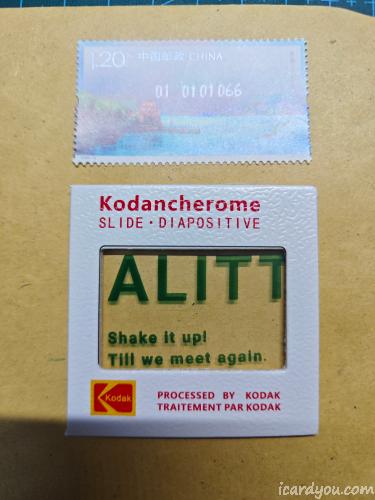 1.20 中国邮政 CHINA
01 0101066
Kodancherome
SLIDE · DIAPOSITIVE
ALITT
Shake it up!
Till we meet again.
Kodak
PROCESSED BY KODAK
TRAITEMENT PAR KODAK
icardyou.com